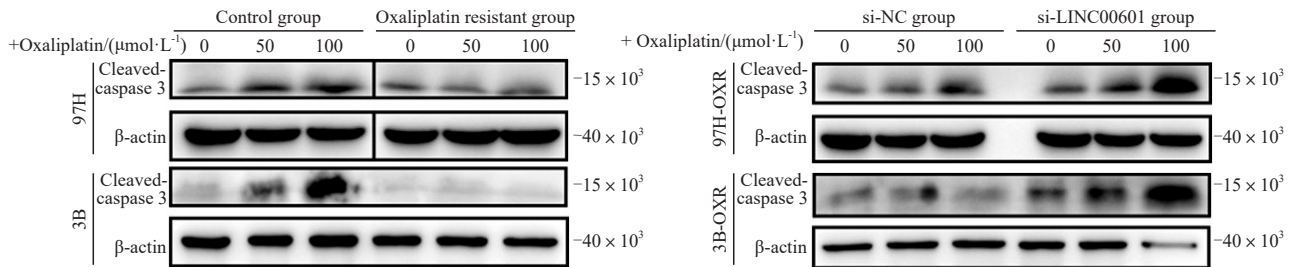 Control group Oxaliplatin resistant group
+Oxaliplatin/(μmol·L⁻¹) 0 50 100 0 50 100
97H
Cleaved-
caspase 3
−15 × 10³
β-actin
−40 × 10³
3B
Cleaved-
caspase 3
−15 × 10³
β-actin
−40 × 10³
si-NC group si-LINC00601 group
+ Oxaliplatin/(μmol·L⁻¹) 0 50 100 0 50 100
97H-OXR
Cleaved-
caspase 3
−15 × 10³
β-actin
−40 × 10³
3B-OXR
Cleaved-
caspase 3
−15 × 10³
β-actin
−40 × 10³